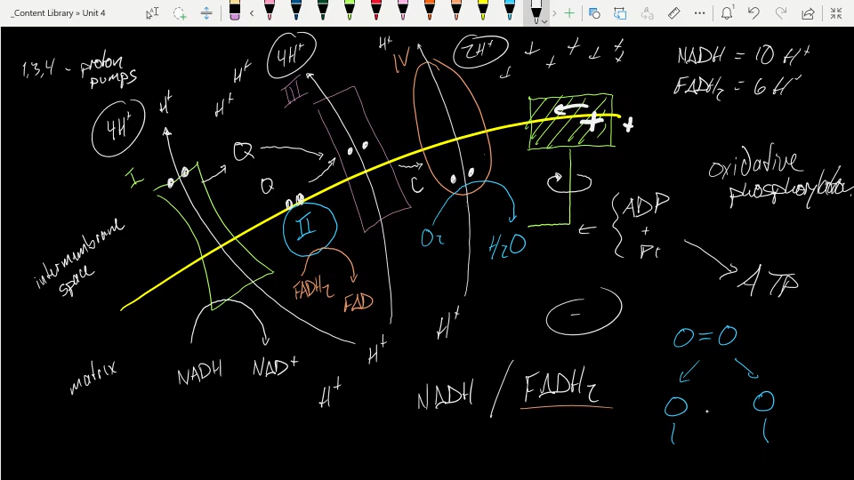 _Content Library » Unit 4
1,3,4 - proton
pumps
4H+
H+
H+
H+
4H+
III
H+
IV
2H+
NADH = 10 H+
FADH2 = 6 H+
oxidative
phosphorylation
I
Q
Q
C
II
O2
H2O
ADP
+
Pi
ATP
intermembrane
space
FADH2
FAD
matrix
NADH
NAD+
H+
H+
H+
NADH / FADH2
O=O
O
O